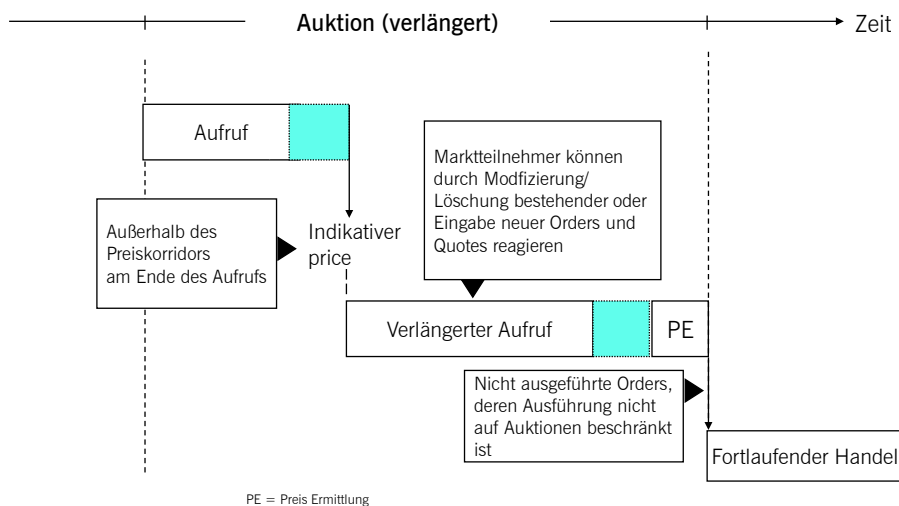 Auktion (verlängert)
Zeit
Aufruf
Marktteilnehmer können
durch Modfizierung/
Löschung bestehender oder
Eingabe neuer Orders und
Quotes reagieren
Außerhalb des
Preiskorridors
am Ende des Aufrufs
Indikativer
price
Verlängerter Aufruf
PE
Nicht ausgeführte Orders,
deren Ausführung nicht
auf Auktionen beschränkt
ist
Fortlaufender Handel
PE = Preis Ermittlung